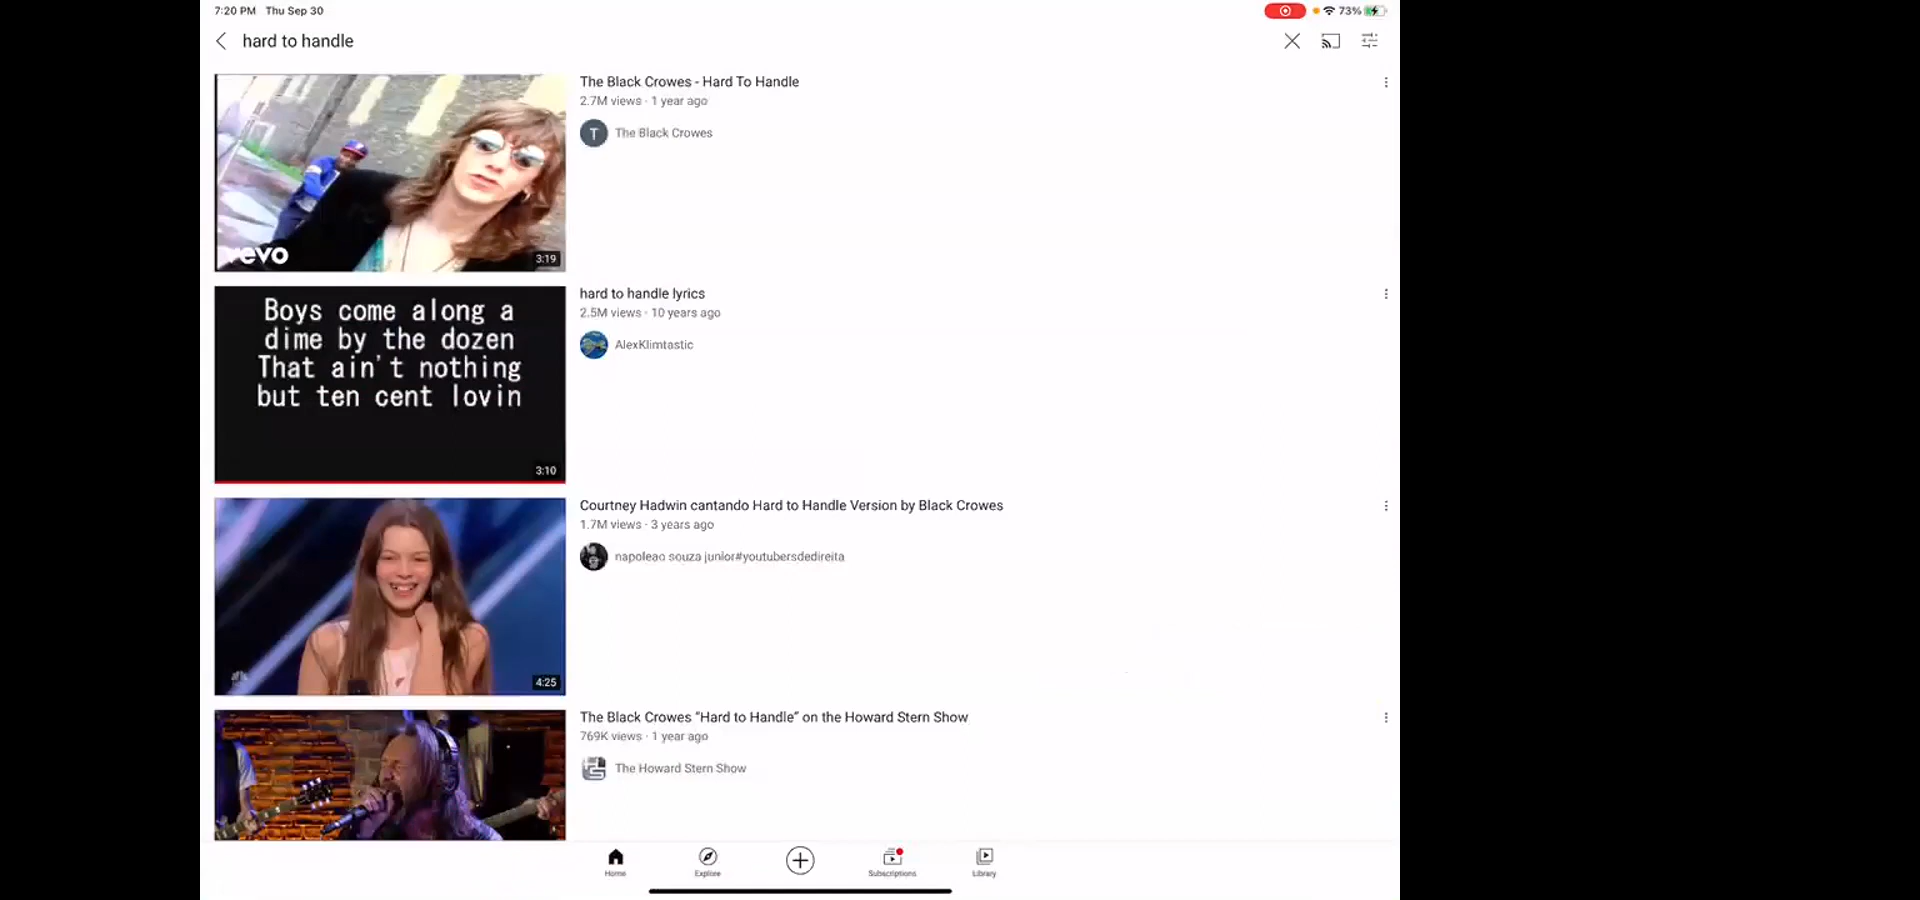 7:20 PM Thu Sep 30
73%
hard to handle
The Black Crowes - Hard To Handle
2.7M views · 1 year ago
T
The Black Crowes
vevo
3:19
hard to handle lyrics
2.5M views · 10 years ago
AlexKlimtastic
Boys come along a
dime by the dozen
That ain't nothing
but ten cent lovin
3:10
Courtney Hadwin cantando Hard to Handle Version by Black Crowes
1.7M views · 3 years ago
napoleao souza junior#youtubersdedireita
4:25
The Black Crowes "Hard to Handle" on the Howard Stern Show
769K views · 1 year ago
The Howard Stern Show
Home
Explore
Subscriptions
Library